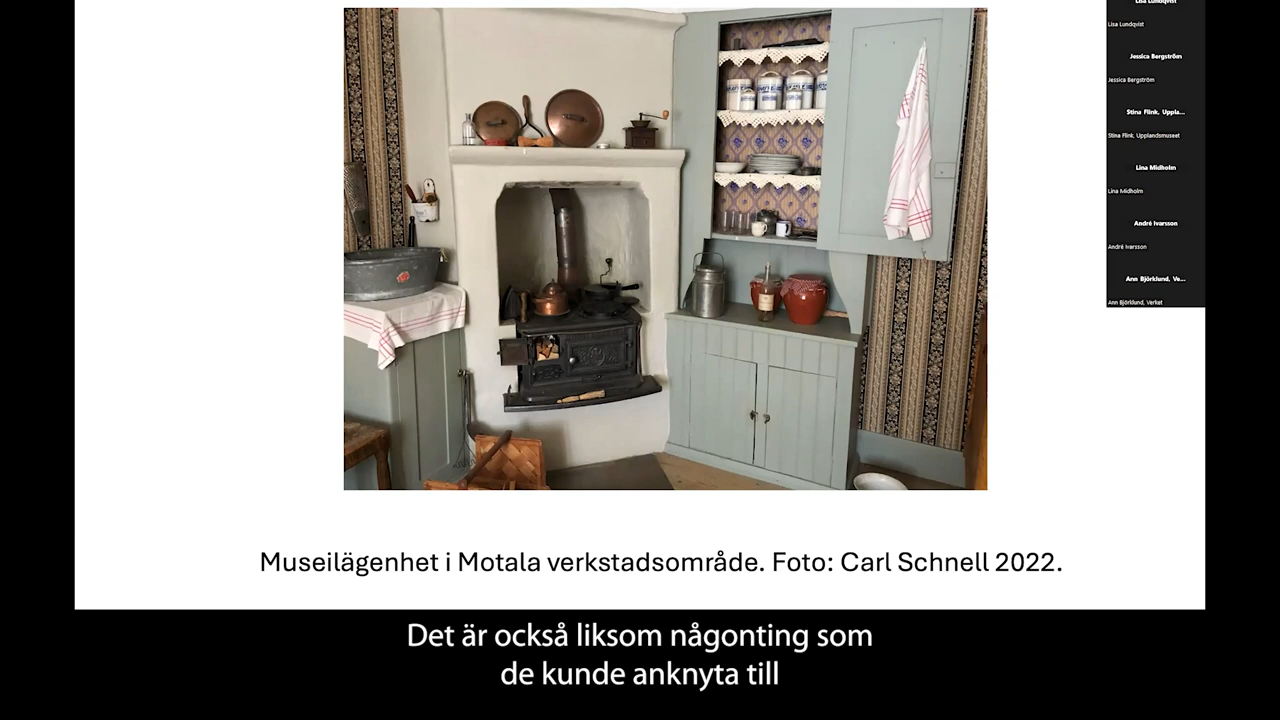 Lisa Lundqvist
Lisa Lundqvist
Jessica Bergström
Jessica Bergström
Stina Flink, Uppla...
Stina Flink, Upplandsmuseet
Lina Midholm
Lina Midholm
André Ivarsson
André Ivarsson
Ann Björklund, Ve...
Ann Björklund, Verket
Museilägenhet i Motala verkstadsområde. Foto: Carl Schnell 2022.
Det är också liksom någonting som
de kunde anknyta till